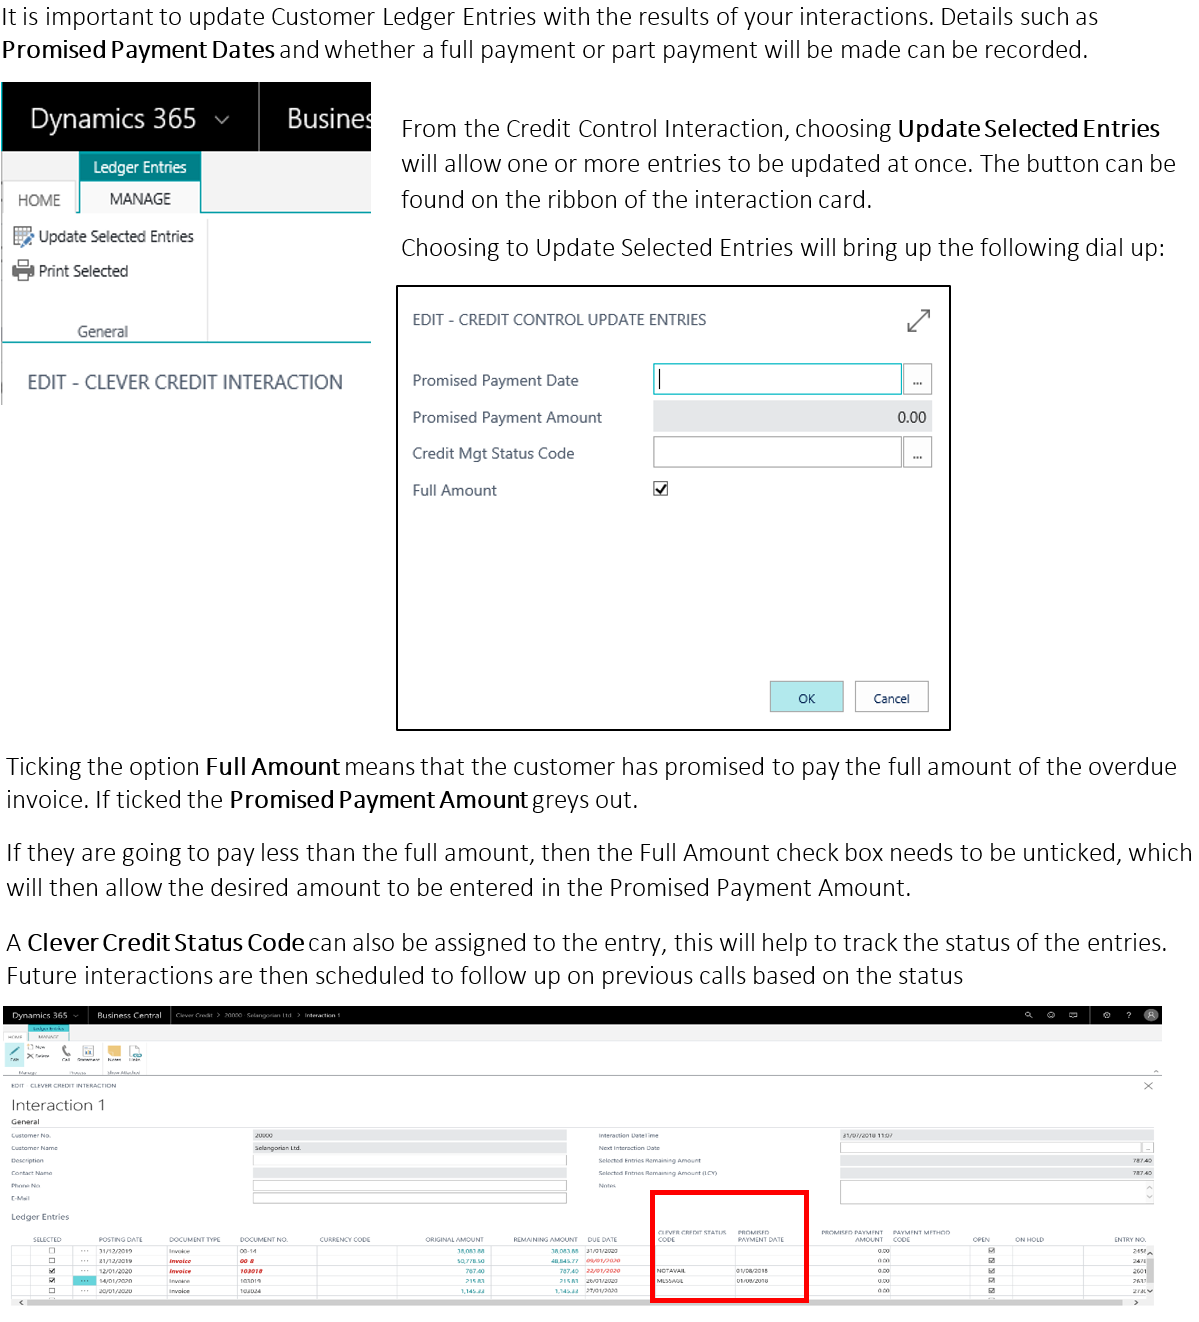 It is important to update Customer Ledger Entries with the results of your interactions. Details such as
Promised Payment Dates and whether a full payment or part payment will be made can be recorded.
Dynamics 365 Busines
Ledger Entries
HOME MANAGE
Update Selected Entries
Print Selected
General
EDIT - CLEVER CREDIT INTERACTION
From the Credit Control Interaction, choosing Update Selected Entries
will allow one or more entries to be updated at once. The button can be
found on the ribbon of the interaction card.
Choosing to Update Selected Entries will bring up the following dial up:
EDIT - CREDIT CONTROL UPDATE ENTRIES
Promised Payment Date ...
Promised Payment Amount 0.00
Credit Mgt Status Code ...
Full Amount
OK Cancel
Ticking the option Full Amount means that the customer has promised to pay the full amount of the overdue
invoice. If ticked the Promised Payment Amount greys out.
If they are going to pay less than the full amount, then the Full Amount check box needs to be unticked, which
will then allow the desired amount to be entered in the Promised Payment Amount.
A Clever Credit Status Code can also be assigned to the entry, this will help to track the status of the entries.
Future interactions are then scheduled to follow up on previous calls based on the status
Dynamics 365 Business Central Clever Credit > 20000 Selangorian Ltd. > Interaction 1 ?
Ledger Entries
HOME MANAGE
Edit New Delete Call Statement Notes Links
Manage Process Show Attached
EDIT - CLEVER CREDIT INTERACTION
Interaction 1
General
Customer No. 20000 Interaction DateTime 31/07/2018 11:07
Customer Name Selangorian Ltd. Next Interaction Date
Description Selected Entries Remaining Amount 787.40
Contact Name Selected Entries Remaining Amount (LCY) 787.40
Phone No Notes
E-Mail
Ledger Entries
SELECTED POSTING DATE DOCUMENT TYPE DOCUMENT NO. CURRENCY CODE ORIGINAL AMOUNT REMAINING AMOUNT DUE DATE CLEVER CREDIT STATUS CODE PROMISED PAYMENT DATE PROMISED PAYMENT AMOUNT PAYMENT METHOD CODE OPEN ON HOLD ENTRY NO.
31/12/2019 Invoice 00-14 38,083.88 38,083.88 31/01/2020 0.00
31/12/2019 Invoice 00-8 50,778.50 0.00
12/01/2020 Invoice 103018 787.40 787.40 22/01/2020 NOTAVAIL 01/08/2018 0.00 2601
14/01/2020 Invoice 103019 215.83 215.83 MESSAGE 01/08/2018 0.00
20/01/2020 Invoice 103024 1,145.33 1,145.33 27/01/2020 0.00